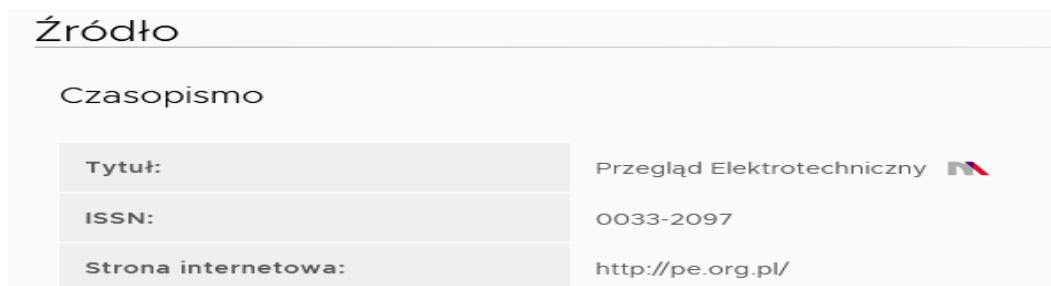 Źródło
Czasopismo
Tytuł: Przegląd Elektrotechniczny
ISSN: 0033-2097
Strona internetowa: http://pe.org.pl/